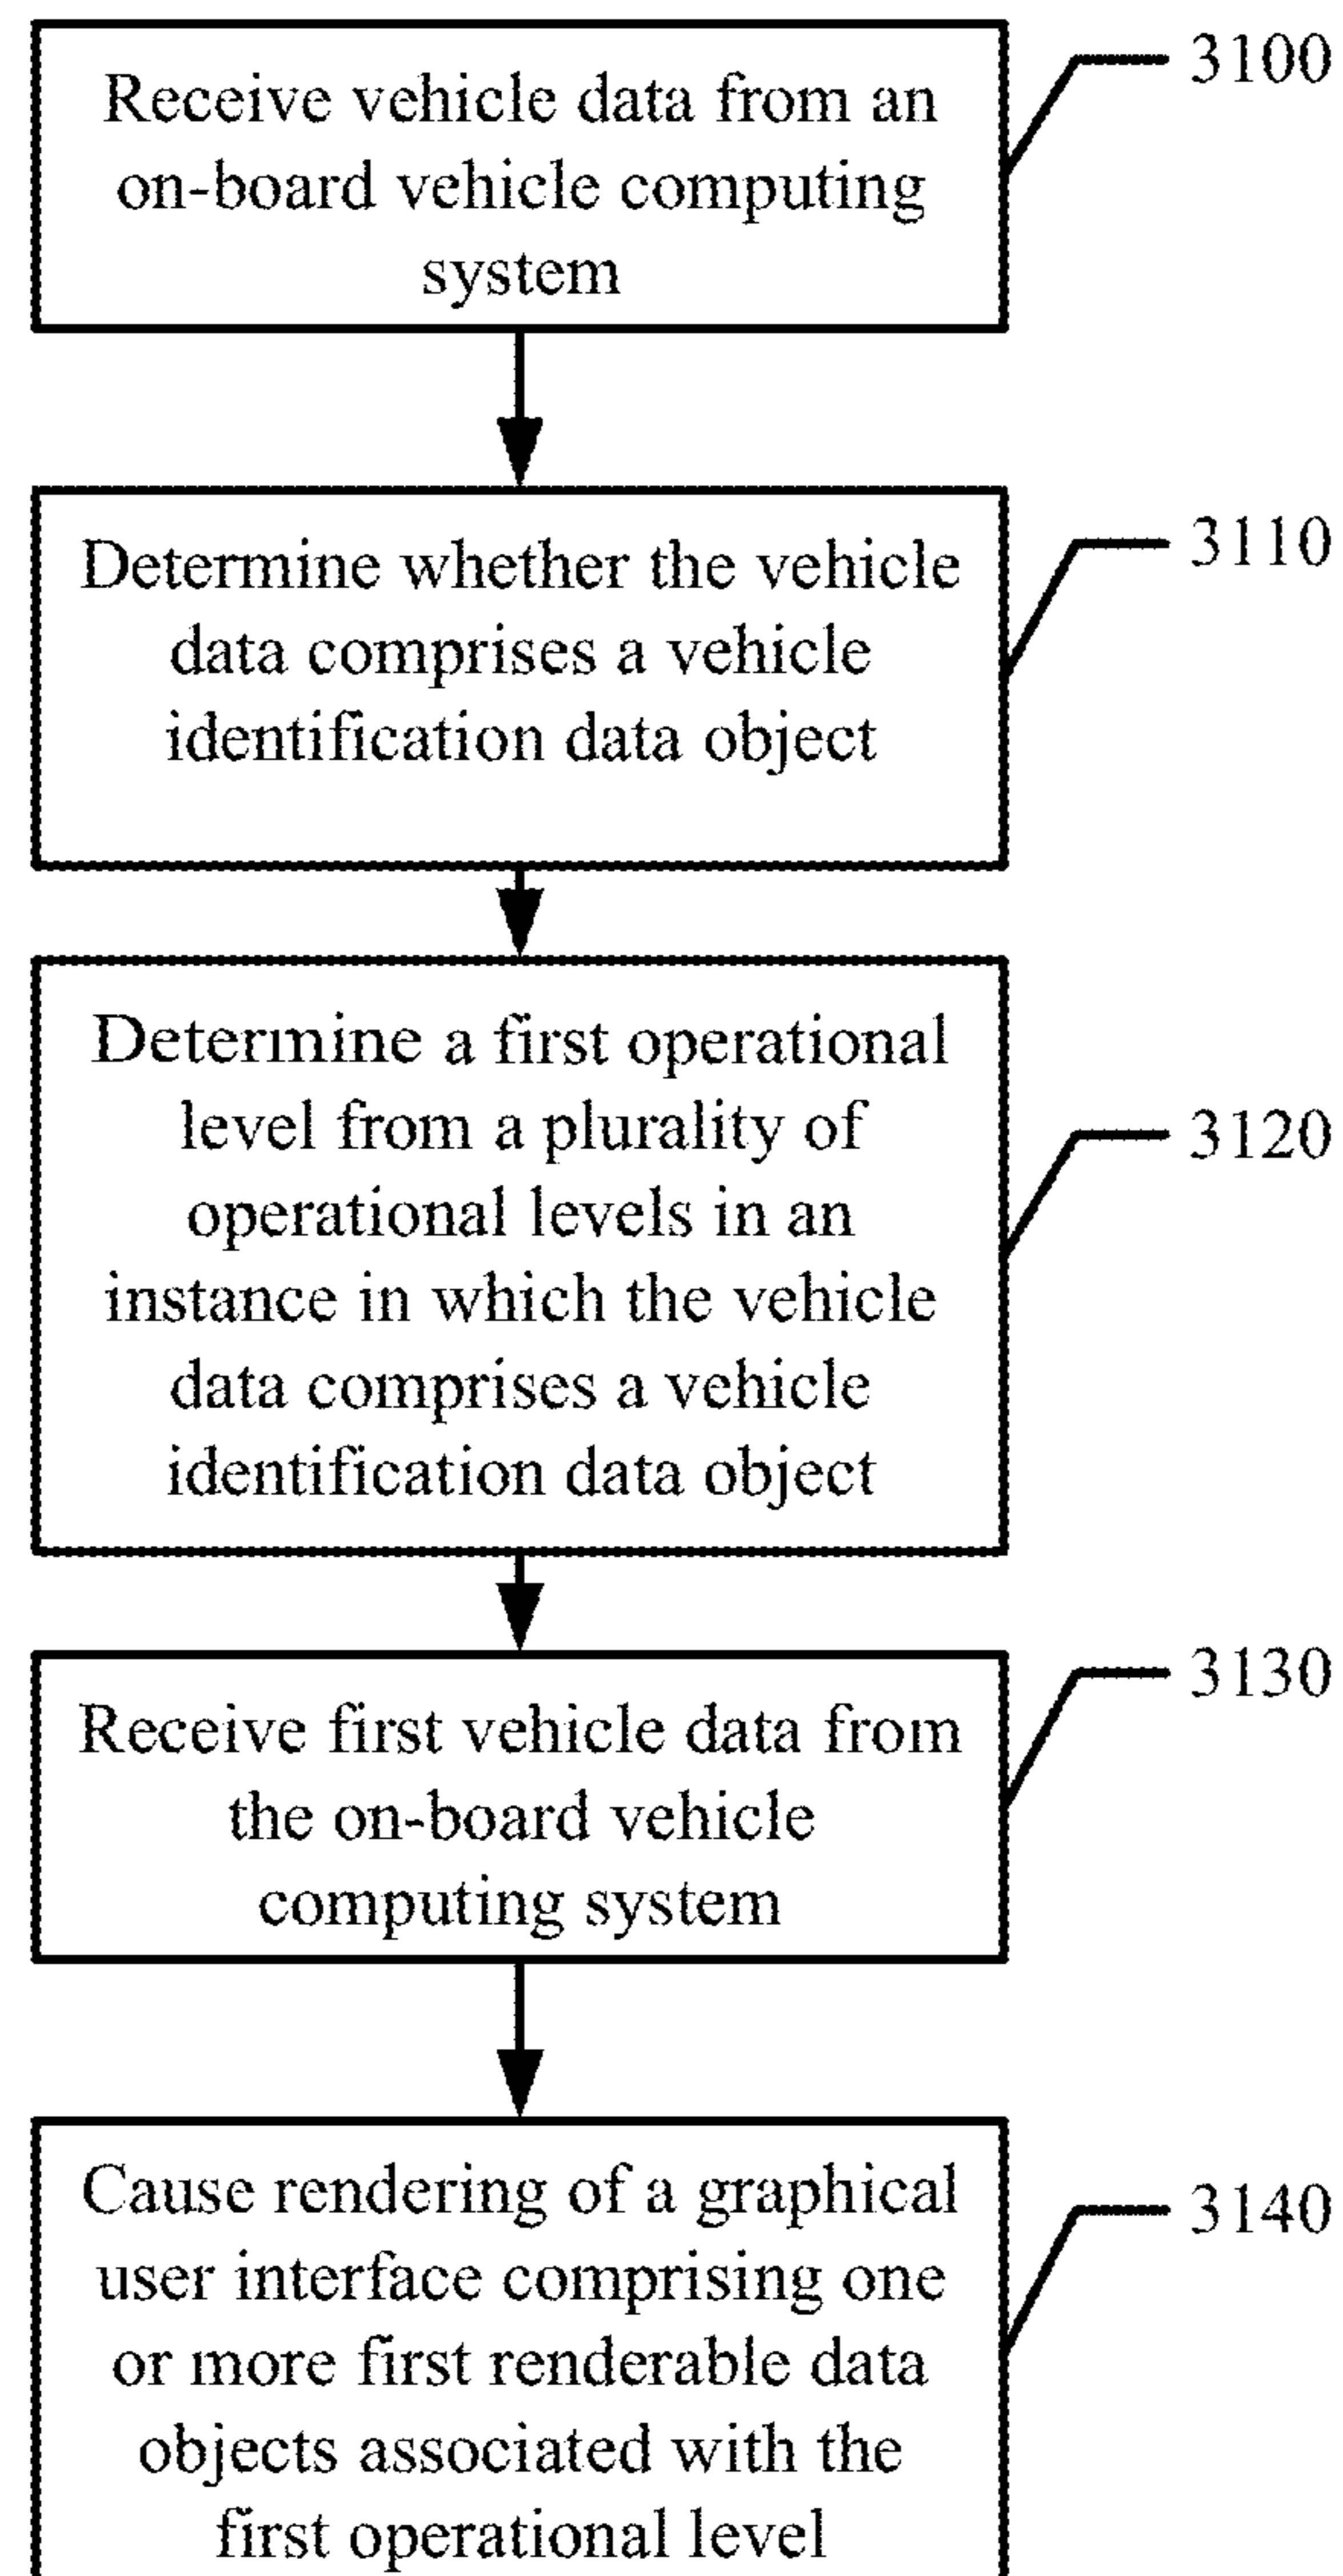 Receive vehicle data from an
on-board vehicle computing
system
3100
Determine whether the vehicle
data comprises a vehicle
identification data object
3110
Determine a first operational
level from a plurality of
operational levels in an
instance in which the vehicle
data comprises a vehicle
identification data object
3120
Receive first vehicle data from
the on-board vehicle
computing system
3130
Cause rendering of a graphical
user interface comprising one
or more first renderable data
objects associated with the
first operational level
3140